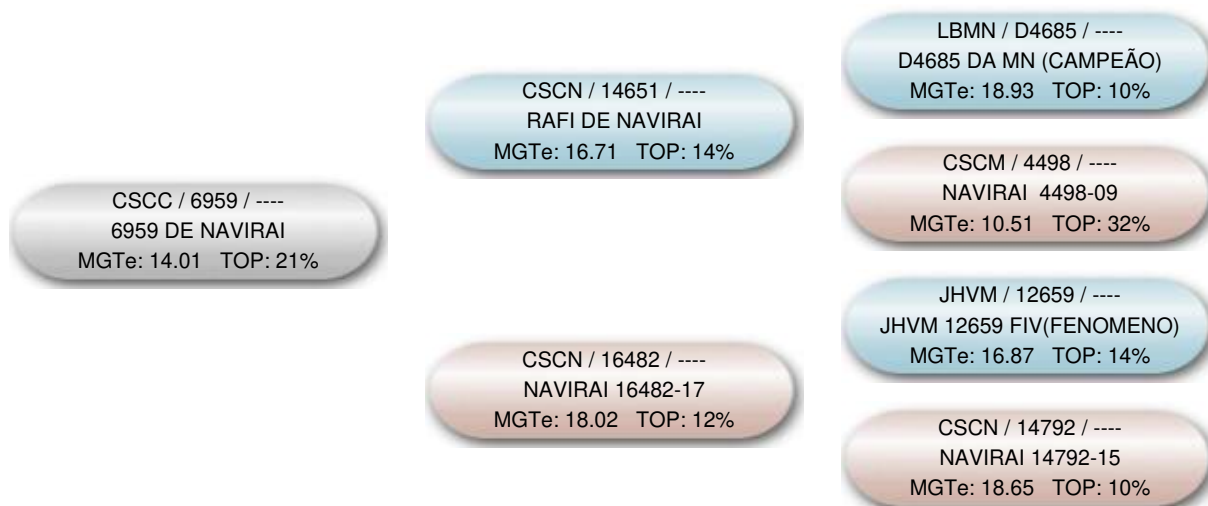 CSCC / 6959 / ----
6959 DE NAVIRAI
MGTe: 14.01 TOP: 21%
CSCN / 14651 / ----
RAFI DE NAVIRAI
MGTe: 16.71 TOP: 14%
CSCN / 16482 / ----
NAVIRAI 16482-17
MGTe: 18.02 TOP: 12%
LBMN / D4685 / ----
D4685 DA MN (CAMPEÃO)
MGTe: 18.93 TOP: 10%
CSCM / 4498 / ----
NAVIRAI 4498-09
MGTe: 10.51 TOP: 32%
JHVM / 12659 / ----
JHVM 12659 FIV(FENOMENO)
MGTe: 16.87 TOP: 14%
CSCN / 14792 / ----
NAVIRAI 14792-15
MGTe: 18.65 TOP: 10%